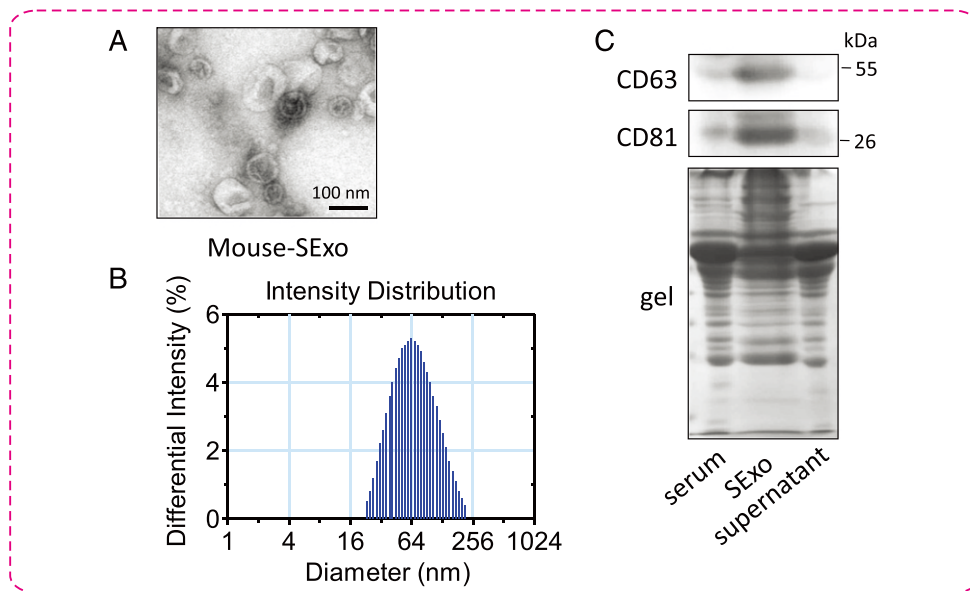 A
100 nm
Mouse-SExo
B
Intensity Distribution
Differential Intensity (%)
6
4
2
0
1 4 16 64 256 1024
Diameter (nm)
C
kDa
CD63
55
CD81
26
gel
serum
SExo
supernatant